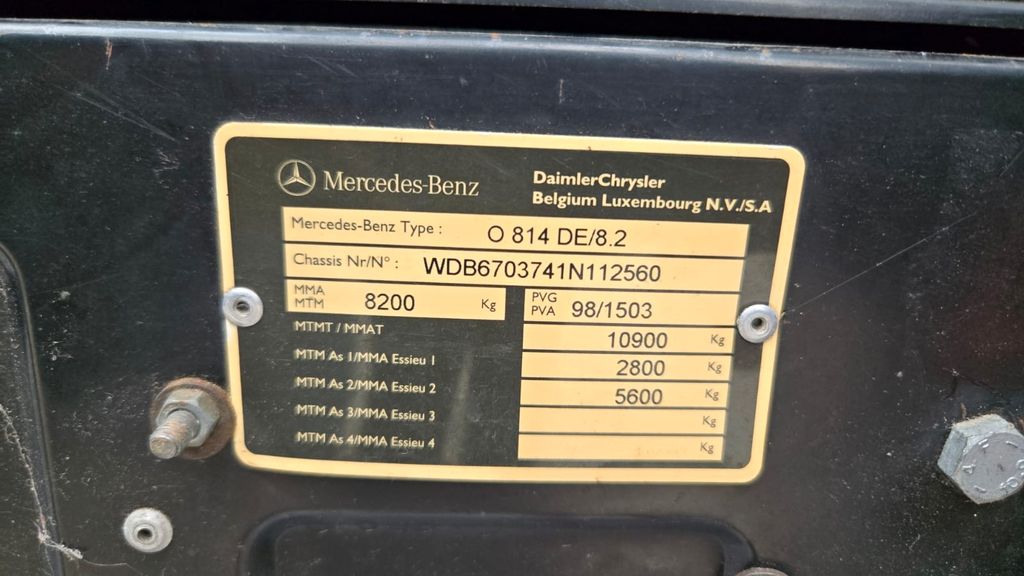 Mercedes-Benz
DaimlerChrysler
Belgium Luxembourg N.V./S.A
Mercedes-Benz Type : O 814 DE/8.2
Chassis Nr/N° : WDB6703741N112560
MMA
MTM 8200 Kg
PVG
PVA 98/1503
MTMT / MMAT 10900 Kg
MTM As 1/MMA Essieu 1 2800 Kg
MTM As 2/MMA Essieu 2 5600 Kg
MTM As 3/MMA Essieu 3 Kg
MTM As 4/MMA Essieu 4 Kg